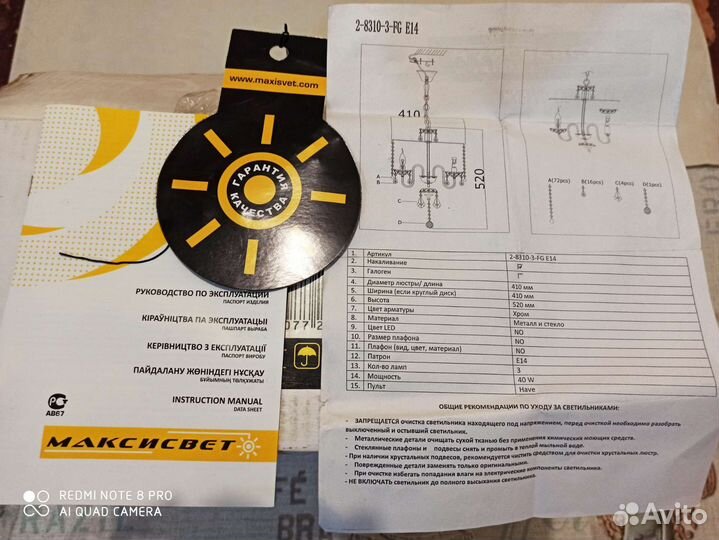 www.maxisvet.com
ГАРАНТИЯ
КАЧЕСТВА
077 2
РУКОВОДСТВО ПО ЭКСПЛУАТАЦИИ
ПАСПОРТ ИЗДЕЛИЯ
КІРАЎНІЦТВА ПА ЭКСПЛУАТАЦЫІ
ПАШПАРТ ВЫРАБА
КЕРІВНИЦТВО З ЕКСПЛУАТАЦІЇ
ПАСПОРТ ВИРОБУ
ПАЙДАЛАНУ ЖӨНІНДЕГІ НҰСҚАУ
БҰЙЫМНЫҢ ТӨЛҚҰЖАТЫ
INSTRUCTION MANUAL
DATA SHEET
АВ67
МАКСИСВЕТ
2-8310-3-FG E14
410
520
A
B
C
D
A(72pcs) B(16pcs) C(4pcs) D(1pcs)
1. Артикул 2-8310-3-FG E14
2. Накаливание
3. Галоген
4. Диаметр люстры/ длина 410 мм
5. Ширина (если круглый диск) 410 мм
6. Высота 520 мм
7. Цвет арматуры Хром
8. Материал Металл и стекло
9. Цвет LED NO
10. Размер плафона NO
11. Плафон (вид, цвет, материал) NO
12. Патрон E14
13. Кол-во ламп 3
14. Мощность 40 W
15. Пульт Have
ОБЩИЕ РЕКОМЕНДАЦИИ ПО УХОДУ ЗА СВЕТИЛЬНИКАМИ:
- ЗАПРЕЩАЕТСЯ очистка светильника находящего под напряжением, перед очисткой необходимо разобрать
выключенный и остывший светильник.
- Металлические детали очищать сухой тканью без применения химических моющих средств.
- Стеклянные плафоны и подвесы снять и промыть в теплой мыльной воде.
- При наличии хрустальных подвесов, рекомендуется чистить средством для очистки хрустальных люстр.
- Поврежденные детали заменять только оригинальными.
- При очистке избегать попадания влаги на электрические компоненты светильника.
- НЕ ВКЛЮЧАТЬ светильник до полного высыхания светильник.
REDMI NOTE 8 PRO
AI QUAD CAMERA
Avito